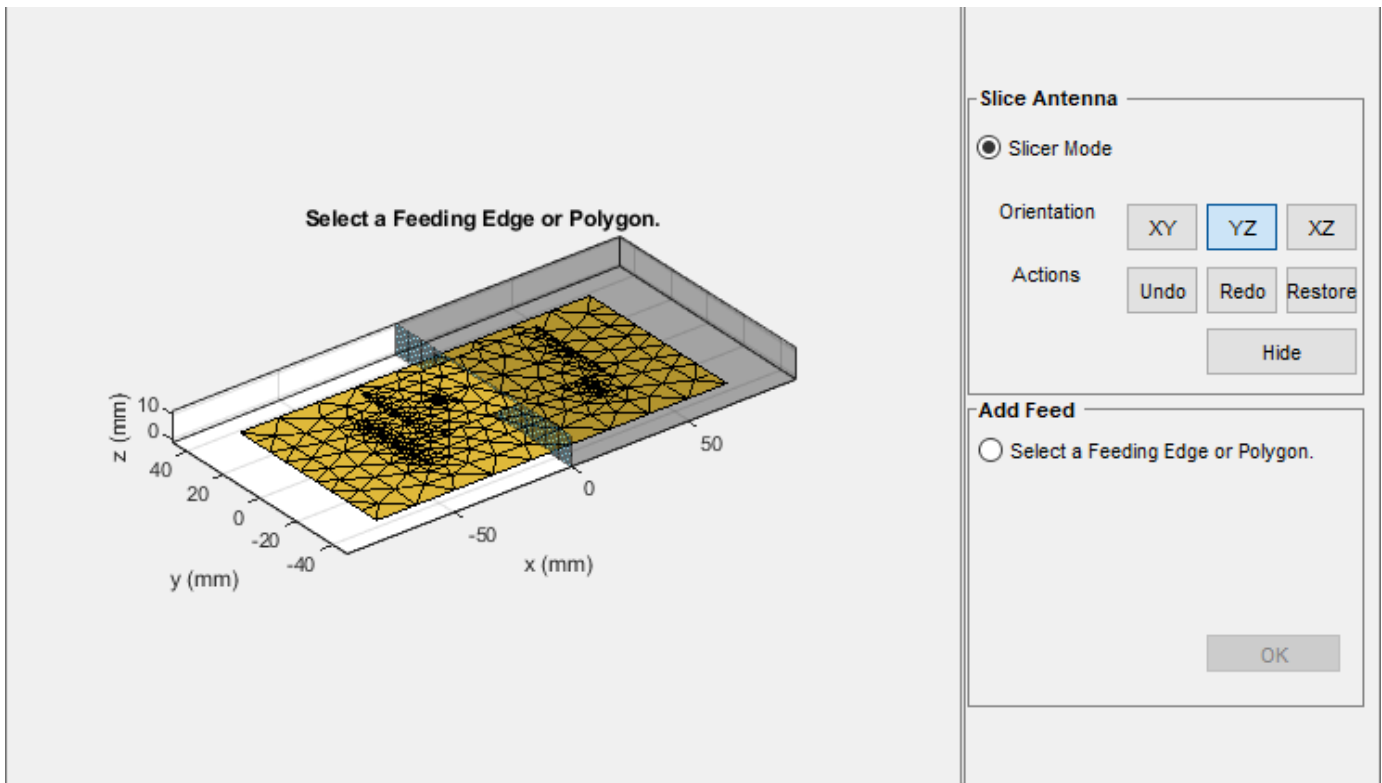 Select a Feeding Edge or Polygon.
z (mm)
10
0
40
20
0
-20
-40
y (mm)
-50
0
50
x (mm)
Slice Antenna
Slicer Mode
Orientation
XY YZ XZ
Actions
Undo Redo Restore
Hide
Add Feed
Select a Feeding Edge or Polygon.
OK